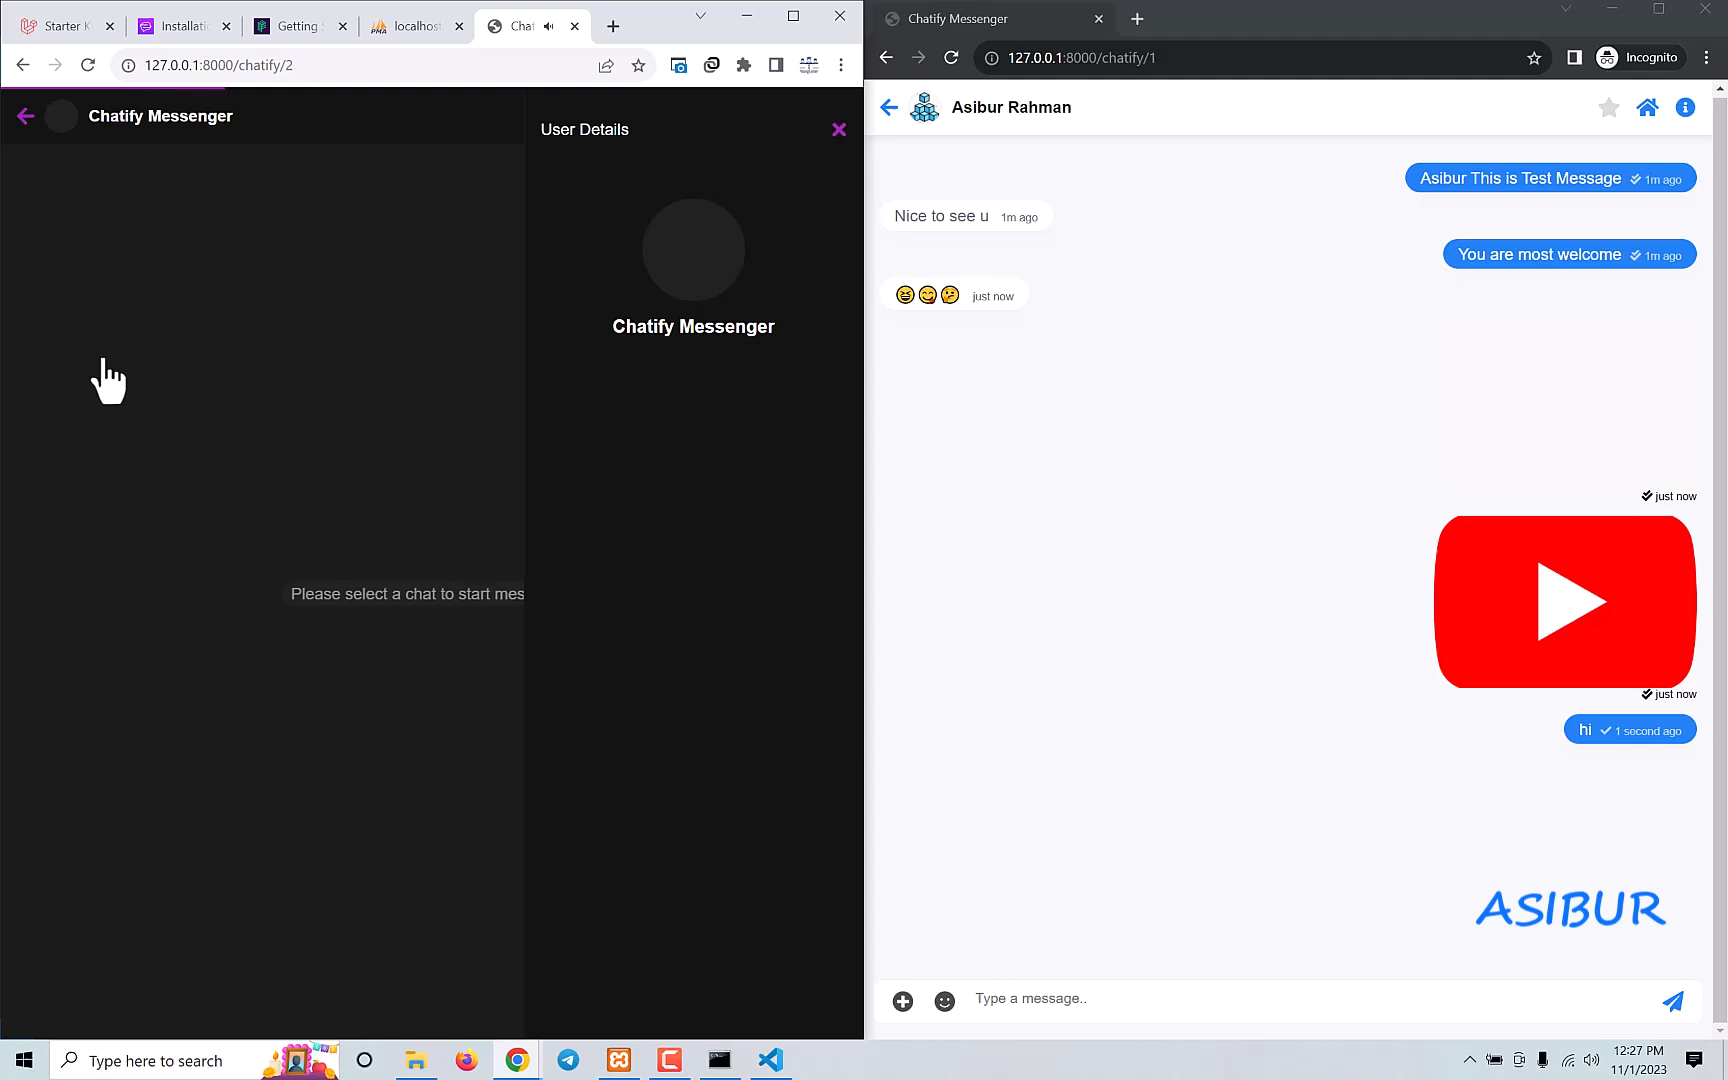 Starter K
Installatio
Getting S
localhost
Chat
127.0.0.1:8000/chatify/2
Chatify Messenger
User Details
Chatify Messenger
Please select a chat to start mes
Chatify Messenger
127.0.0.1:8000/chatify/1
Incognito
Asibur Rahman
Asibur This is Test Message 1m ago
Nice to see u 1m ago
You are most welcome 1m ago
😆😋🤔 just now
just now
just now
hi 1 second ago
ASIBUR
Type a message..
Type here to search
12:27 PM
11/1/2023